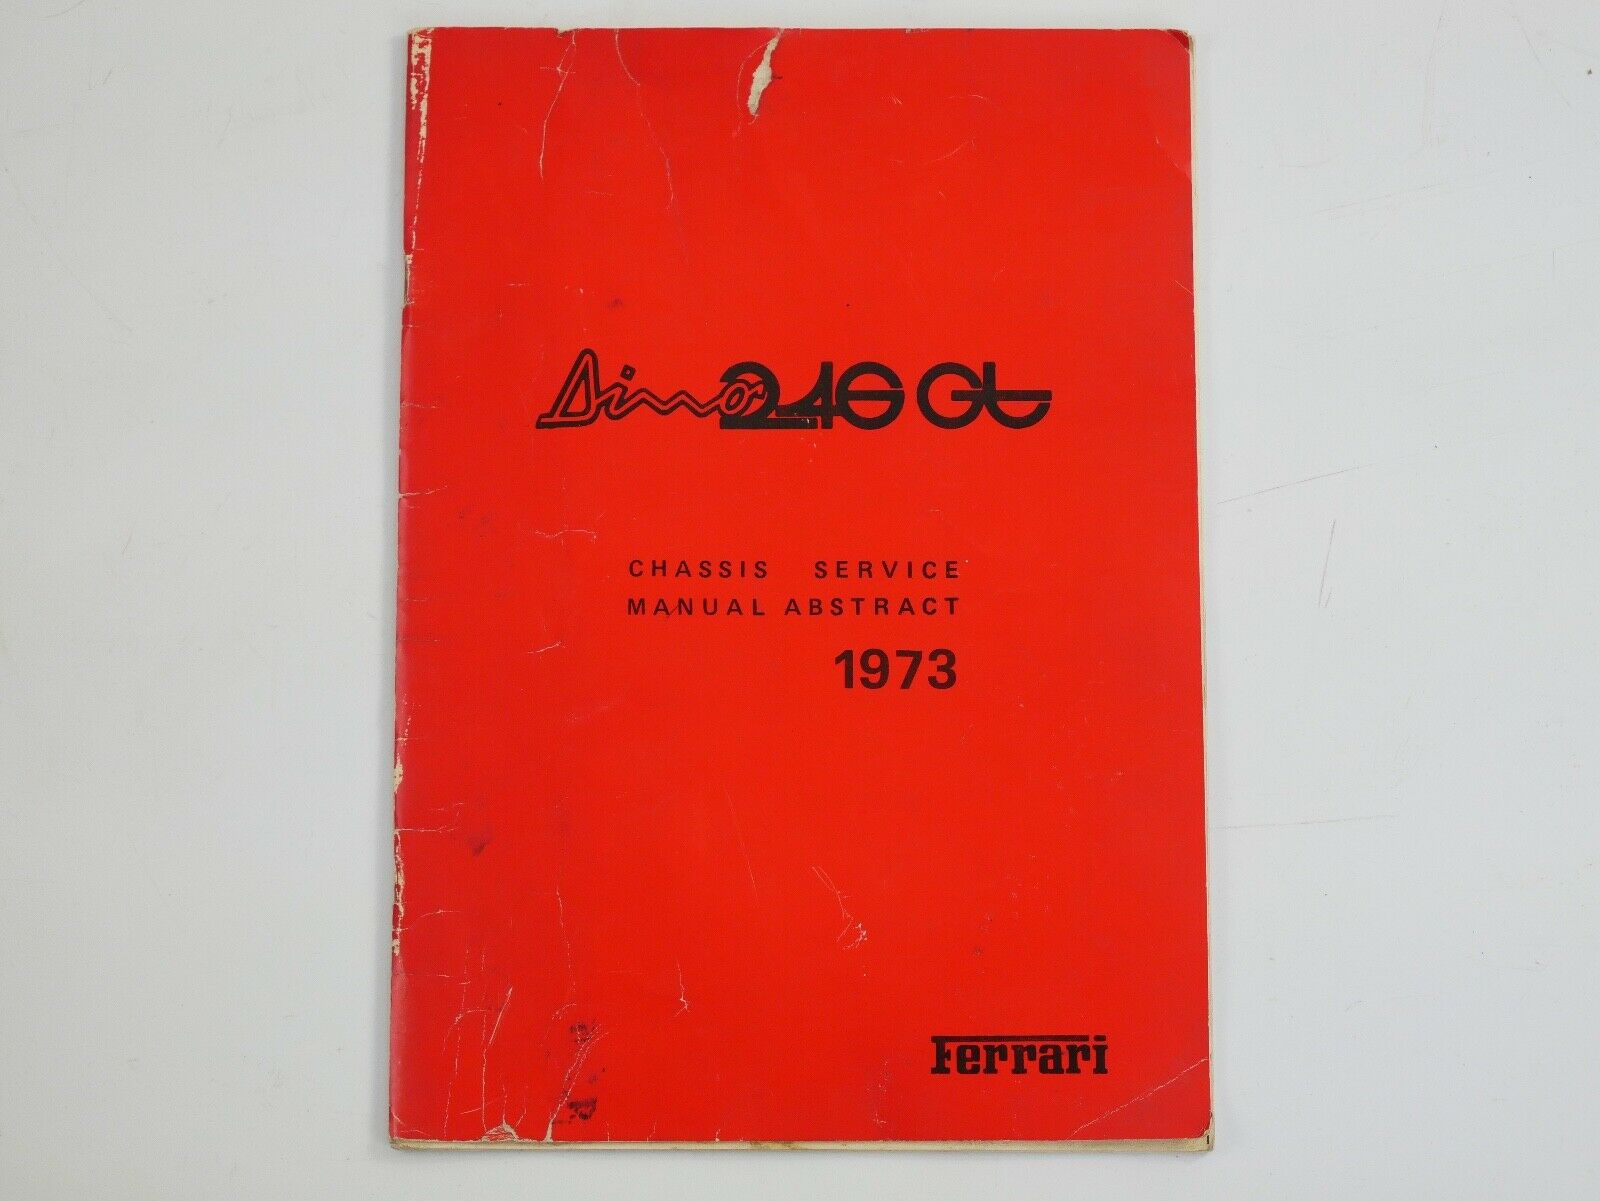 Dino 246 Gt
CHASSIS SERVICE
MANUAL ABSTRACT
1973
Ferrari